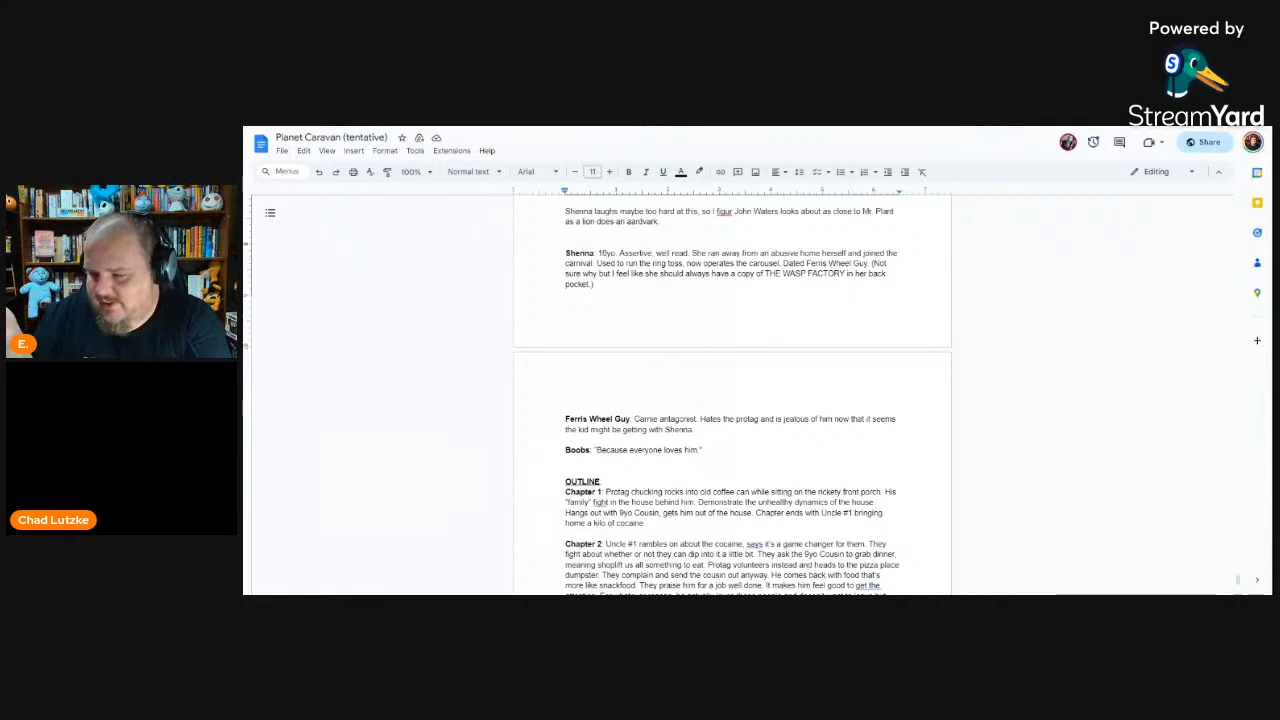 Powered by
S
StreamYard
Planet Caravan (tentative)
File Edit View Insert Format Tools Extensions Help
Share
Menus 100% Normal text Arial 11 B I U A Editing
1 1 2 3 4 5 6 7
Shenna laughs maybe too hard at this, so I figur John Waters looks about as close to Mr. Plant
as a lion does an aardvark.
Shenna: 16yo. Assertive, well read. She ran away from an abusive home herself and joined the
carnival. Used to run the ring toss, now operates the carousel. Dated Ferris Wheel Guy. (Not
sure why but I feel like she should always have a copy of THE WASP FACTORY in her back
pocket.)
Ferris Wheel Guy: Carnie antagonist. Hates the protag and is jealous of him now that it seems
the kid might be getting with Shenna.
Boobs: "Because everyone loves him."
OUTLINE
Chapter 1: Protag chucking rocks into old coffee can while sitting on the rickety front porch. His
"family" fight in the house behind him. Demonstrate the unhealthy dynamics of the house.
Hangs out with 9yo Cousin, gets him out of the house. Chapter ends with Uncle #1 bringing
home a kilo of cocaine
Chapter 2: Uncle #1 rambles on about the cocaine, says it's a game changer for them. They
fight about whether or not they can dip into it a little bit. They ask the 9yo Cousin to grab dinner,
meaning shoplift us all something to eat. Protag volunteers instead and heads to the pizza place
dumpster. They complain and send the cousin out anyway. He comes back with food that's
more like snackfood. They praise him for a job well done. It makes him feel good to get the
E.
Chad Lutzke